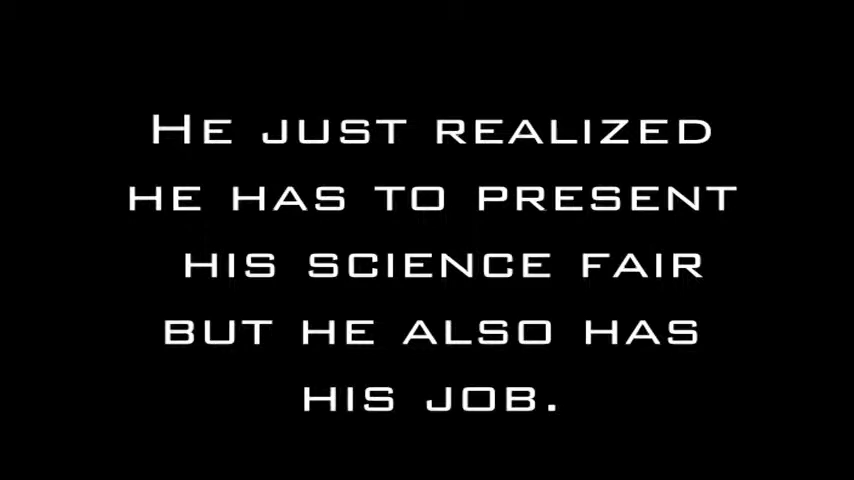 He just realized
he has to present
his science fair
but he also has
his job.